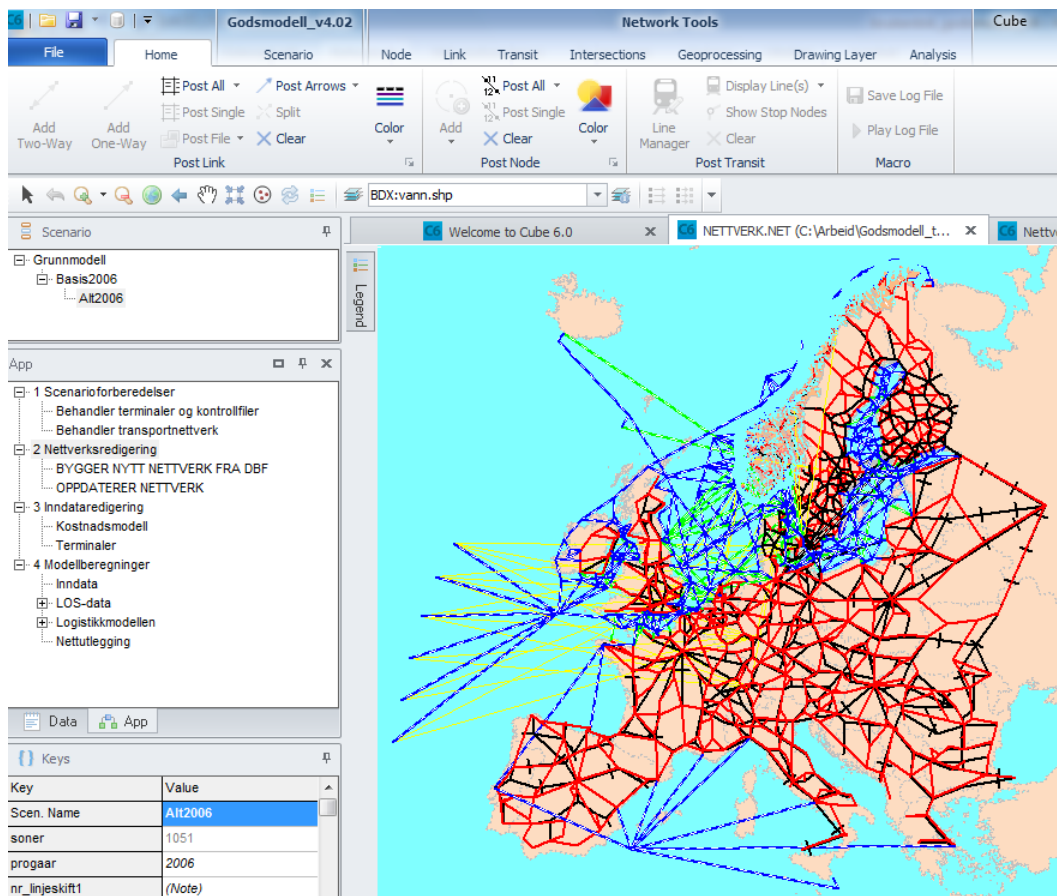 C6 Godsmodell_v4.02 Network Tools Cube
File Home Scenario Node Link Transit Intersections Geoprocessing Drawing Layer Analysis
Post All Post Arrows Post All Display Line(s) Save Log File
Post Single Split Post Single Show Stop Nodes Play Log File
Post File Clear Clear Clear
Add Two-Way
Add One-Way
Color
Add
Color
Line Manager
Post Link Post Node Post Transit Macro
BDX:vann.shp
Scenario
C6 Welcome to Cube 6.0
C6 NETTVERK.NET (C:\Arbeid\Godsmodell_t...
C6 Nettv
Grunnmodell
Basis2006
Alt2006
Legend
App
1 Scenarioforberedelser
Behandler terminaler og kontrollfiler
Behandler transportnettverk
2 Nettverksredigering
BYGGER NYTT NETTVERK FRA DBF
OPPDATERER NETTVERK
3 Inndataredigering
Kostnadsmodell
Terminaler
4 Modellberegninger
Inndata
LOS-data
Logistikkmodellen
Nettutlegging
Data App
Keys
Key Value
Scen. Name Alt2006
soner 1051
progaar 2006
nr_linjeskift1 (Note)